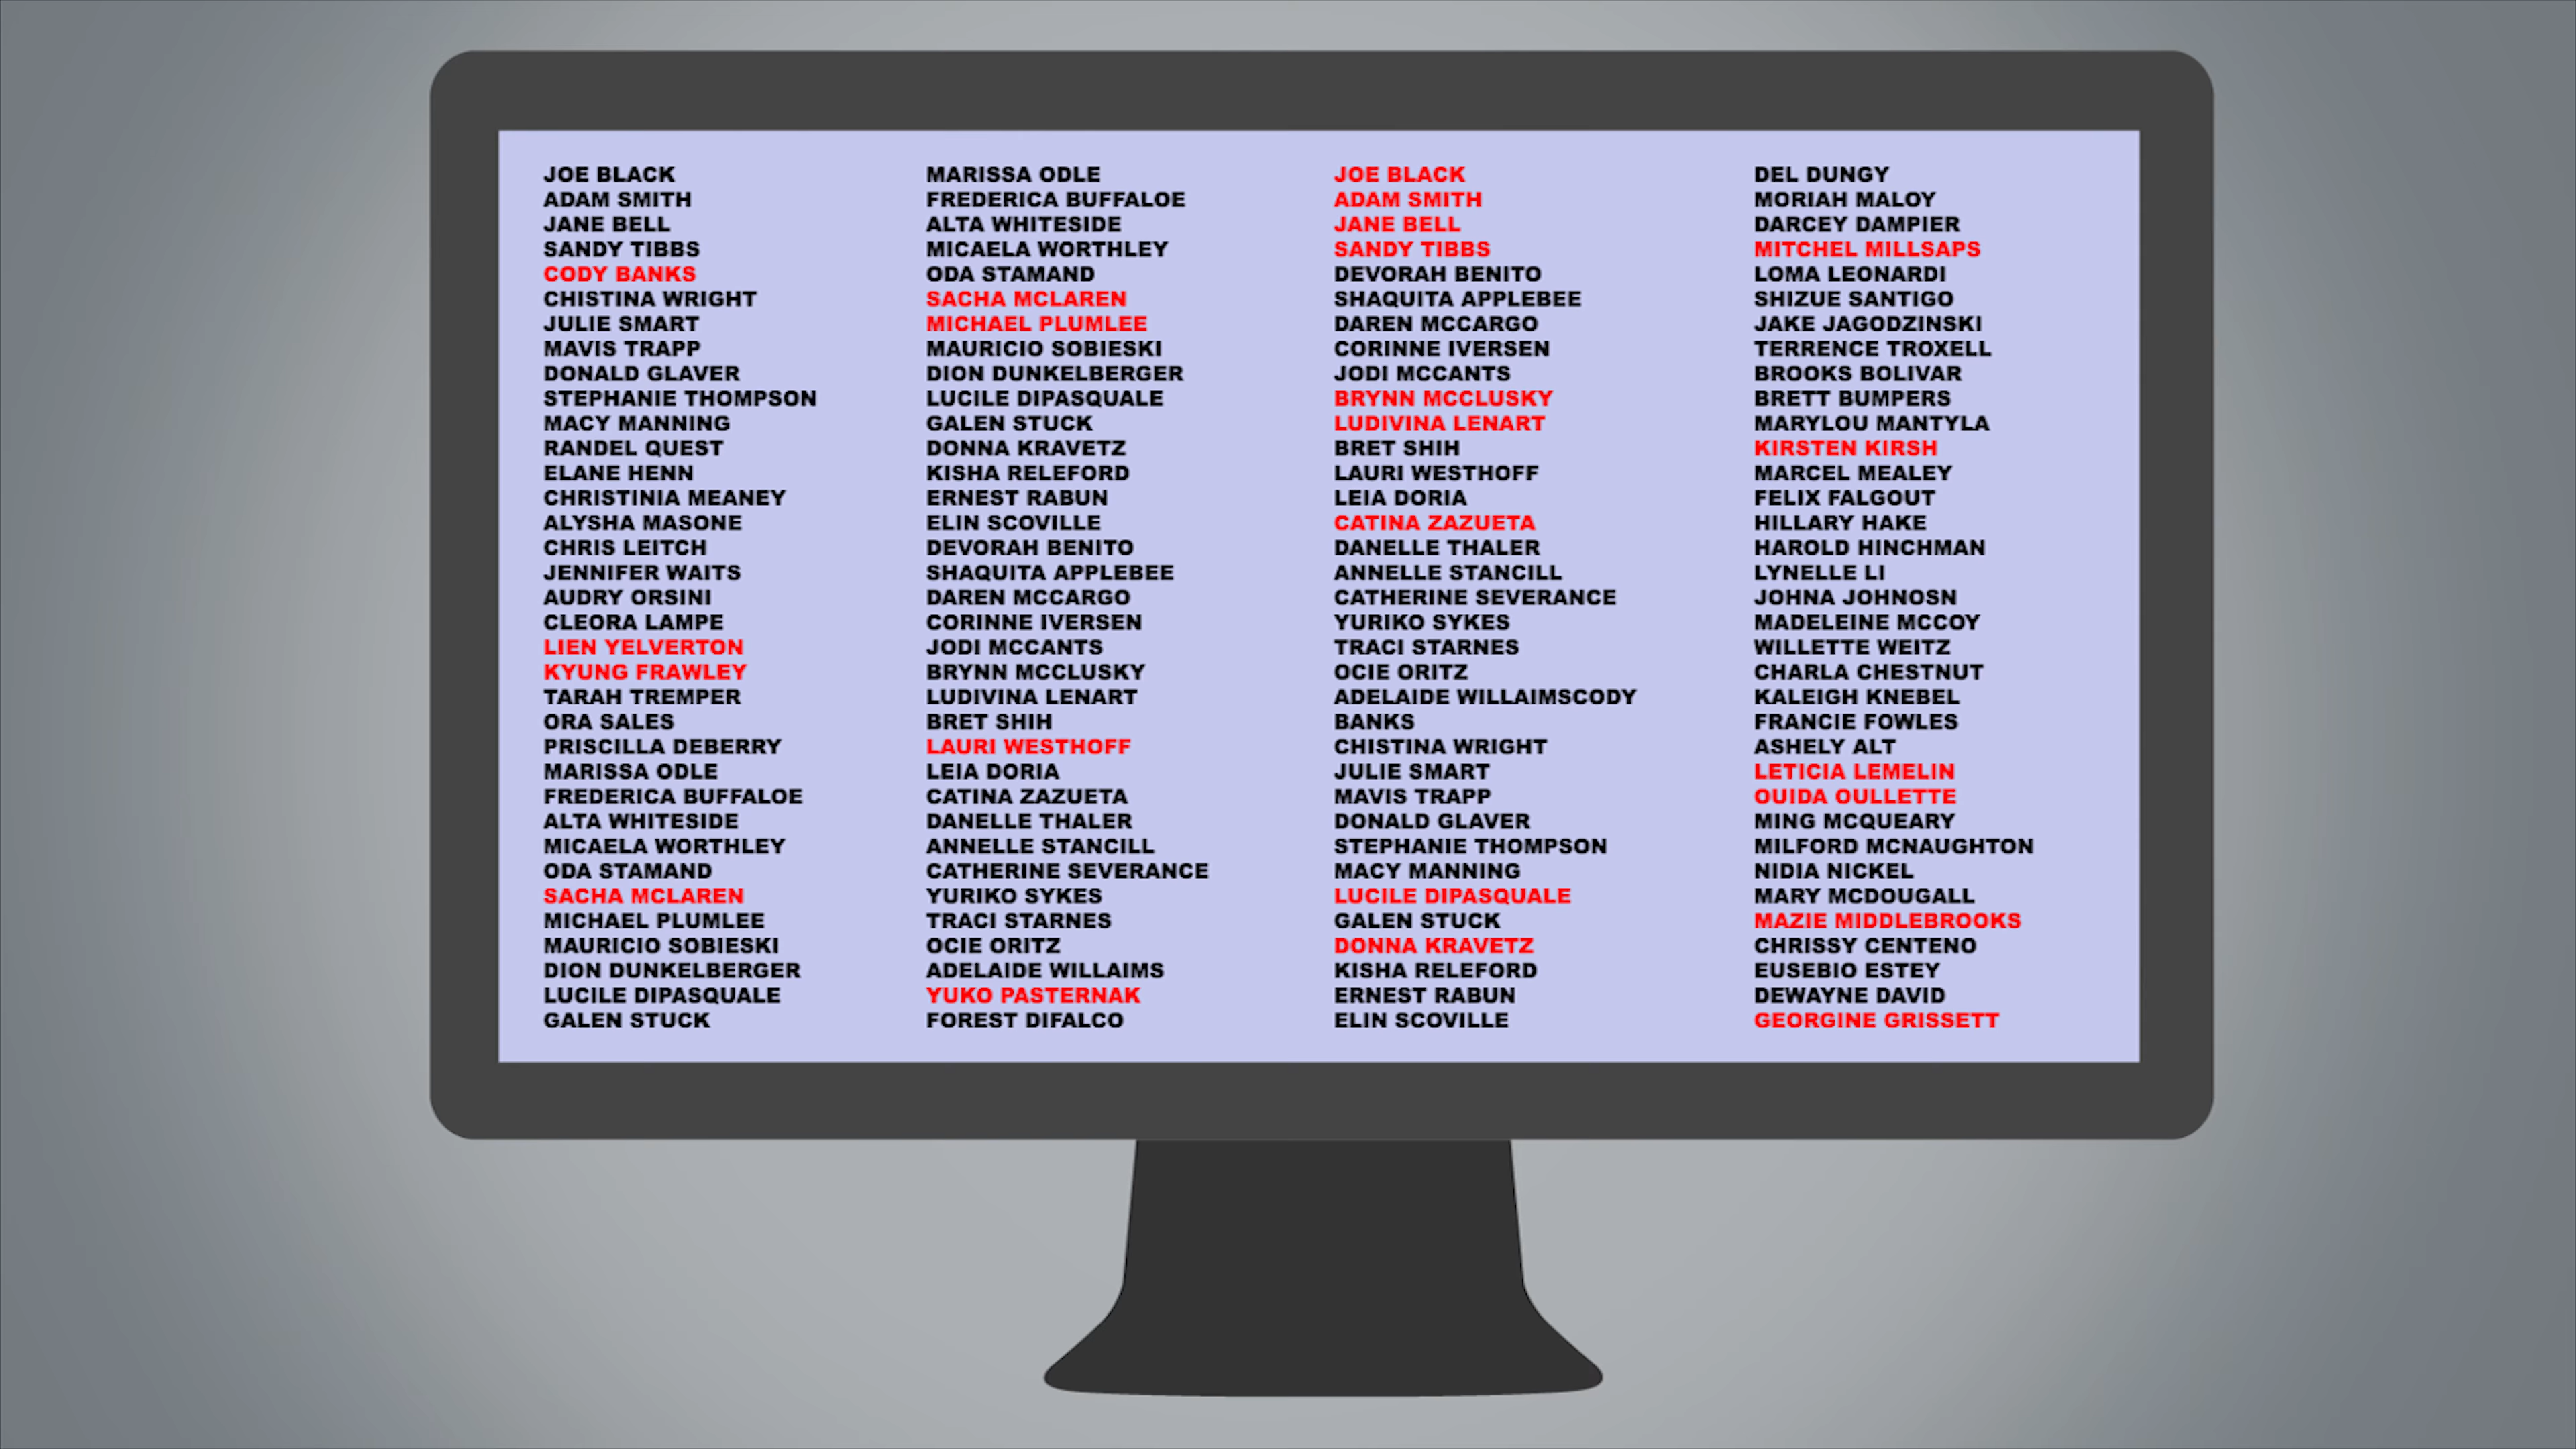 JOE BLACK
ADAM SMITH
JANE BELL
SANDY TIBBS
CODY BANKS
CHISTINA WRIGHT
JULIE SMART
MAVIS TRAPP
DONALD GLAVER
STEPHANIE THOMPSON
MACY MANNING
RANDEL QUEST
ELANE HENN
CHRISTINIA MEANEY
ALYSHA MASONE
CHRIS LEITCH
JENNIFER WAITS
AUDRY ORSINI
CLEORA LAMPE
LIEN YELVERTON
KYUNG FRAWLEY
TARAH TREMPER
ORA SALES
PRISCILLA DEBERRY
MARISSA ODLE
FREDERICA BUFFALOE
ALTA WHITESIDE
MICAELA WORTHLEY
ODA STAMAND
SACHA MCLAREN
MICHAEL PLUMLEE
MAURICIO SOBIESKI
DION DUNKELBERGER
LUCILE DIPASQUALE
GALEN STUCK
MARISSA ODLE
FREDERICA BUFFALOE
ALTA WHITESIDE
MICAELA WORTHLEY
ODA STAMAND
SACHA MCLAREN
MICHAEL PLUMLEE
MAURICIO SOBIESKI
DION DUNKELBERGER
LUCILE DIPASQUALE
GALEN STUCK
DONNA KRAVETZ
KISHA RELEFORD
ERNEST RABUN
ELIN SCOVILLE
DEVORAH BENITO
SHAQUITA APPLEBEE
DAREN MCCARGO
CORINNE IVERSEN
JODI MCCANTS
BRYNN MCCLUSKY
LUDIVINA LENART
BRET SHIH
LAURI WESTHOFF
LEIA DORIA
CATINA ZAZUETA
DANELLE THALER
ANNELLE STANCILL
CATHERINE SEVERANCE
YURIKO SYKES
TRACI STARNES
OCIE ORITZ
ADELAIDE WILLAIMS
YUKO PASTERNAK
FOREST DIFALCO
JOE BLACK
ADAM SMITH
JANE BELL
SANDY TIBBS
DEVORAH BENITO
SHAQUITA APPLEBEE
DAREN MCCARGO
CORINNE IVERSEN
JODI MCCANTS
BRYNN MCCLUSKY
LUDIVINA LENART
BRET SHIH
LAURI WESTHOFF
LEIA DORIA
CATINA ZAZUETA
DANELLE THALER
ANNELLE STANCILL
CATHERINE SEVERANCE
YURIKO SYKES
TRACI STARNES
OCIE ORITZ
ADELAIDE WILLAIMSCODY
BANKS
CHISTINA WRIGHT
JULIE SMART
MAVIS TRAPP
DONALD GLAVER
STEPHANIE THOMPSON
MACY MANNING
LUCILE DIPASQUALE
GALEN STUCK
DONNA KRAVETZ
KISHA RELEFORD
ERNEST RABUN
ELIN SCOVILLE
DEL DUNGY
MORIAH MALOY
DARCEY DAMPIER
MITCHEL MILLSAPS
LOMA LEONARDI
SHIZUE SANTIGO
JAKE JAGODZINSKI
TERRENCE TROXELL
BROOKS BOLIVAR
BRETT BUMPERS
MARYLOU MANTYLA
KIRSTEN KIRSH
MARCEL MEALEY
FELIX FALGOUT
HILLARY HAKE
HAROLD HINCHMAN
LYNELLE LI
JOHNA JOHNOSN
MADELEINE MCCOY
WILLETTE WEITZ
CHARLA CHESTNUT
KALEIGH KNEBEL
FRANCIE FOWLES
ASHELY ALT
LETICIA LEMELIN
OUIDA OULLETTE
MING MCQUEARY
MILFORD MCNAUGHTON
NIDIA NICKEL
MARY MCDOUGALL
MAZIE MIDDLEBROOKS
CHRISSY CENTENO
EUSEBIO ESTEY
DEWAYNE DAVID
GEORGINE GRISSETT